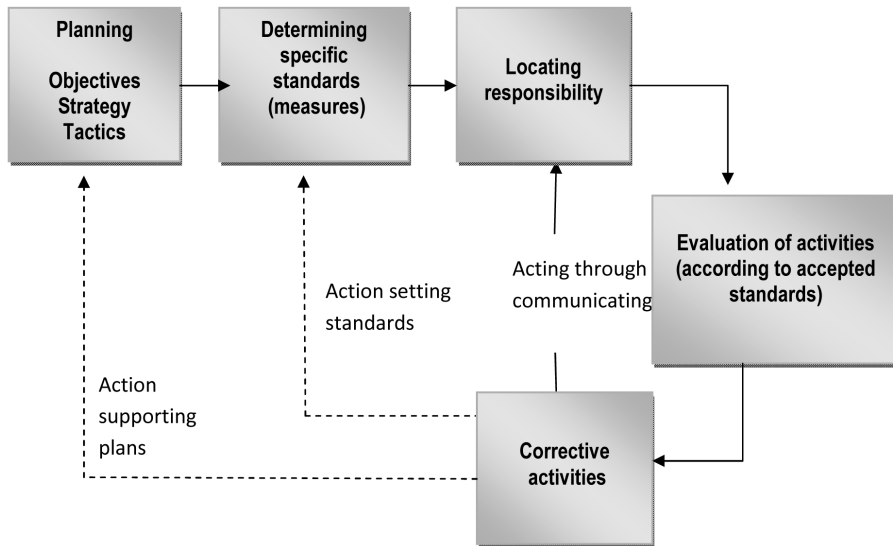 Planning
Objectives
Strategy
Tactics
Determining
specific
standards
(measures)
Locating
responsibility
Evaluation of activities
(according to accepted
standards)
Acting through
communicating
Action setting
standards
Action
supporting
plans
Corrective
activities